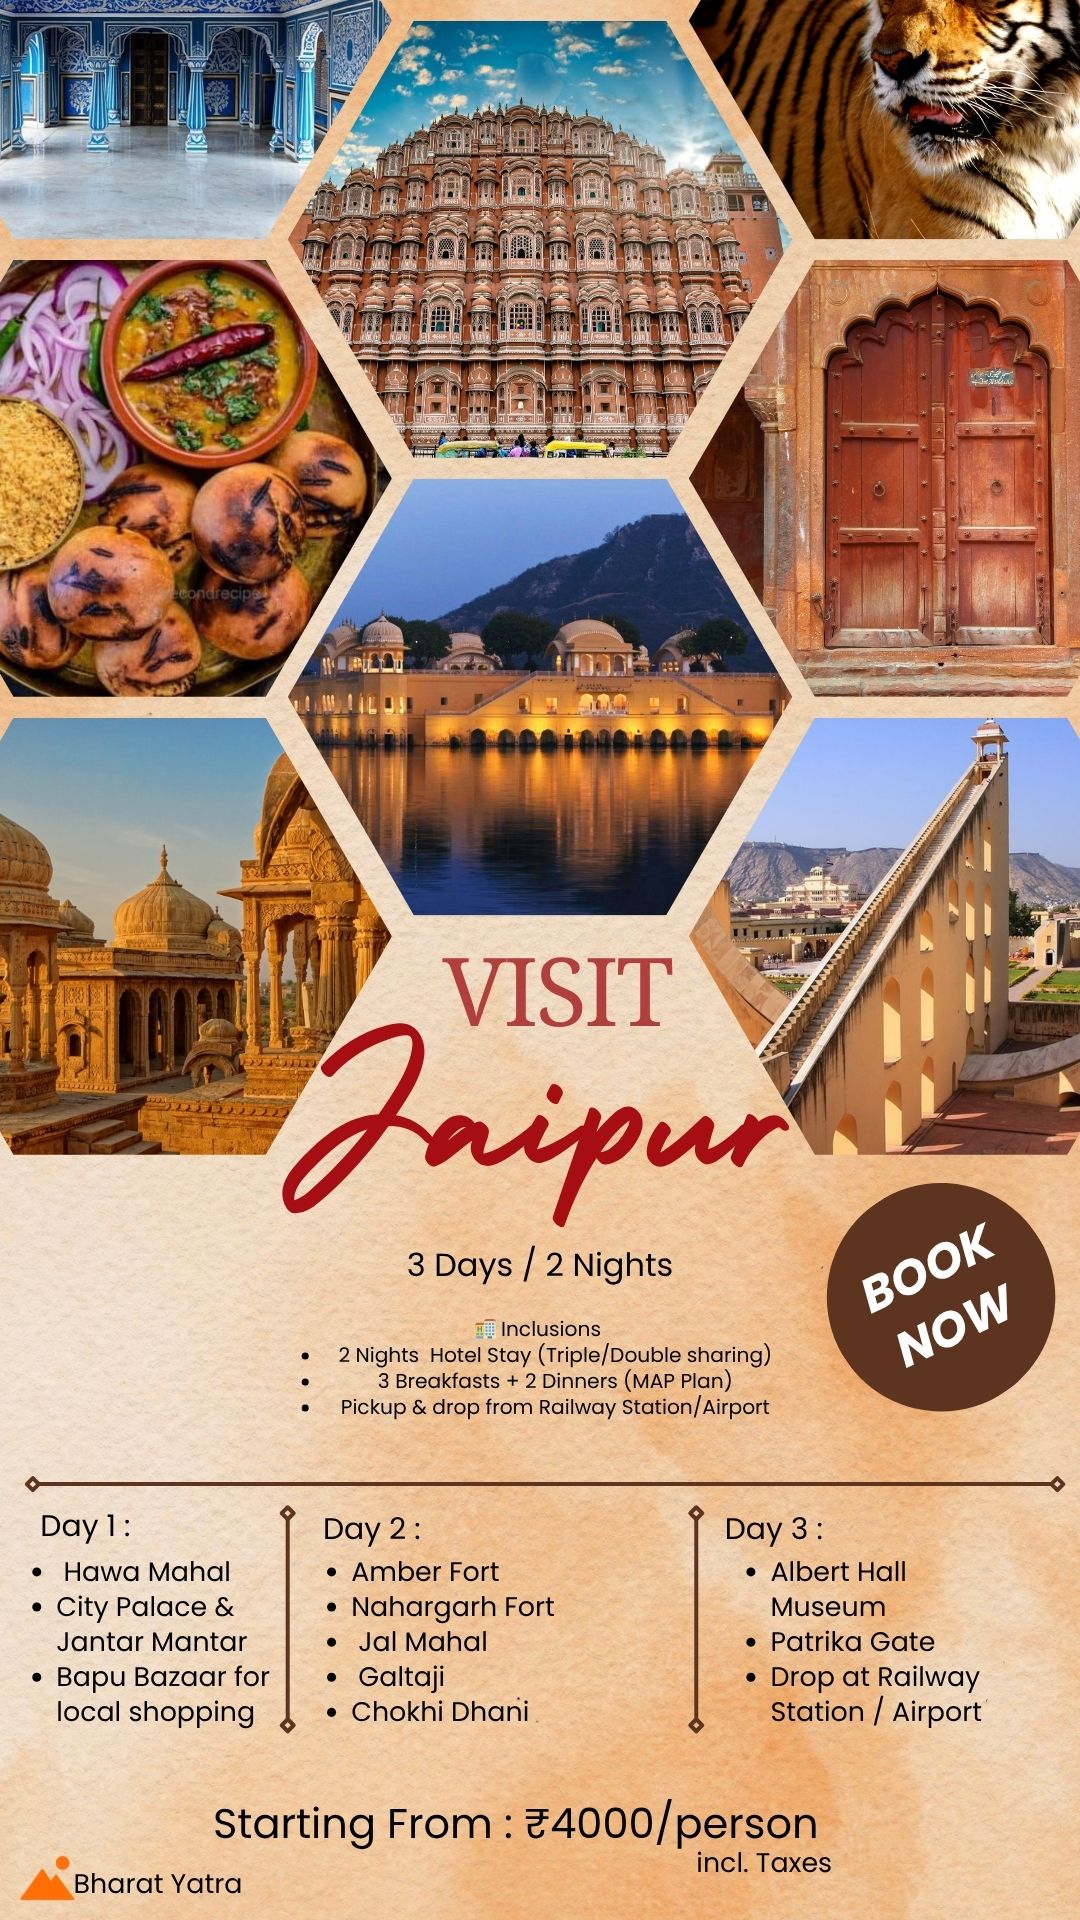 VISIT
Jaipur
3 Days / 2 Nights
BOOK
NOW
Inclusions
• 2 Nights Hotel Stay (Triple/Double sharing)
• 3 Breakfasts + 2 Dinners (MAP Plan)
• Pickup & drop from Railway Station/Airport
Day 1 :
• Hawa Mahal
• City Palace &
Jantar Mantar
• Bapu Bazaar for
local shopping
Day 2 :
• Amber Fort
• Nahargarh Fort
• Jal Mahal
• Galtaji
• Chokhi Dhani
Day 3 :
• Albert Hall
Museum
• Patrika Gate
• Drop at Railway
Station / Airport
Starting From : ₹4000/person
incl. Taxes
Bharat Yatra